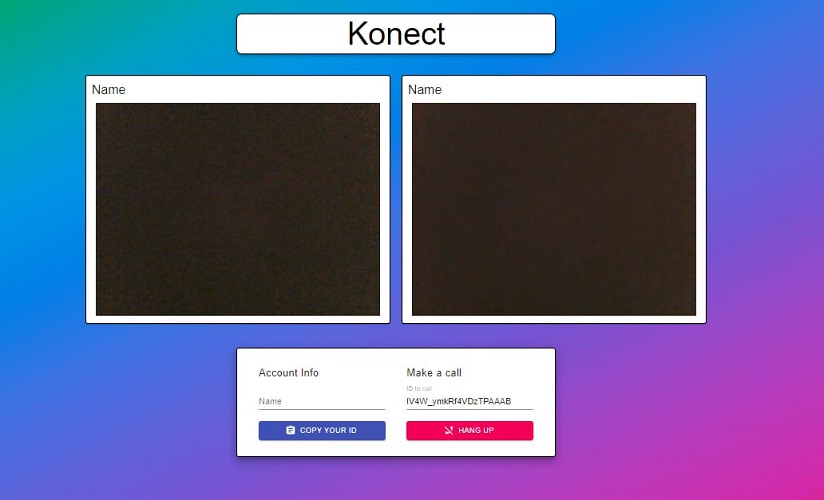 Konect
Name
Name
Account Info
Make a call
ID to call
Name
IV4W_ymkRf4VDzTPAAAB
COPY YOUR ID
HANG UP